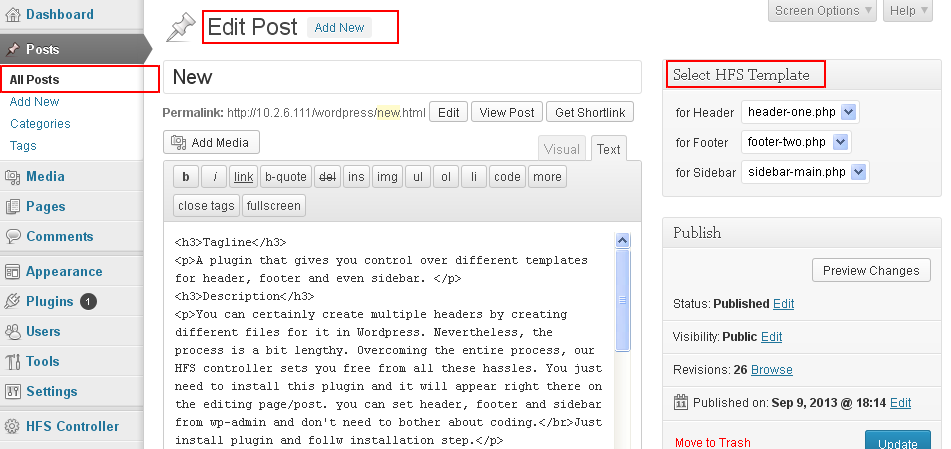 Dashboard
Posts
All Posts
Add New
Categories
Tags
Media
Pages
Comments
Appearance
Plugins 1
Users
Tools
Settings
HFS Controller
Screen Options
Help
Edit Post Add New
New
Permalink: http://10.2.6.111/wordpress/new.html Edit View Post Get Shortlink
Add Media
Visual Text
b i link b-quote del ins img ul ol li code more
close tags fullscreen
<h3>Tagline</h3>
<p>A plugin that gives you control over different templates
for header, footer and even sidebar. </p>
<h3>Description</h3>
<p>You can certainly create multiple headers by creating
different files for it in Wordpress. Nevertheless, the
process is a bit lengthy. Overcoming the entire process, our
HFS controller sets you free from all these hassles. You just
need to install this plugin and it will appear right there on
the editing page/post. you can set header, footer and sidebar
from wp-admin and don't need to bother about coding.</br>Just
install plugin and follw installation step.</p>
Select HFS Template
for Header header-one.php
for Footer footer-two.php
for Sidebar sidebar-main.php
Publish
Preview Changes
Status: Published Edit
Visibility: Public Edit
Revisions: 26 Browse
11 Published on: Sep 9, 2013 @ 18:14 Edit
Move to Trash Update